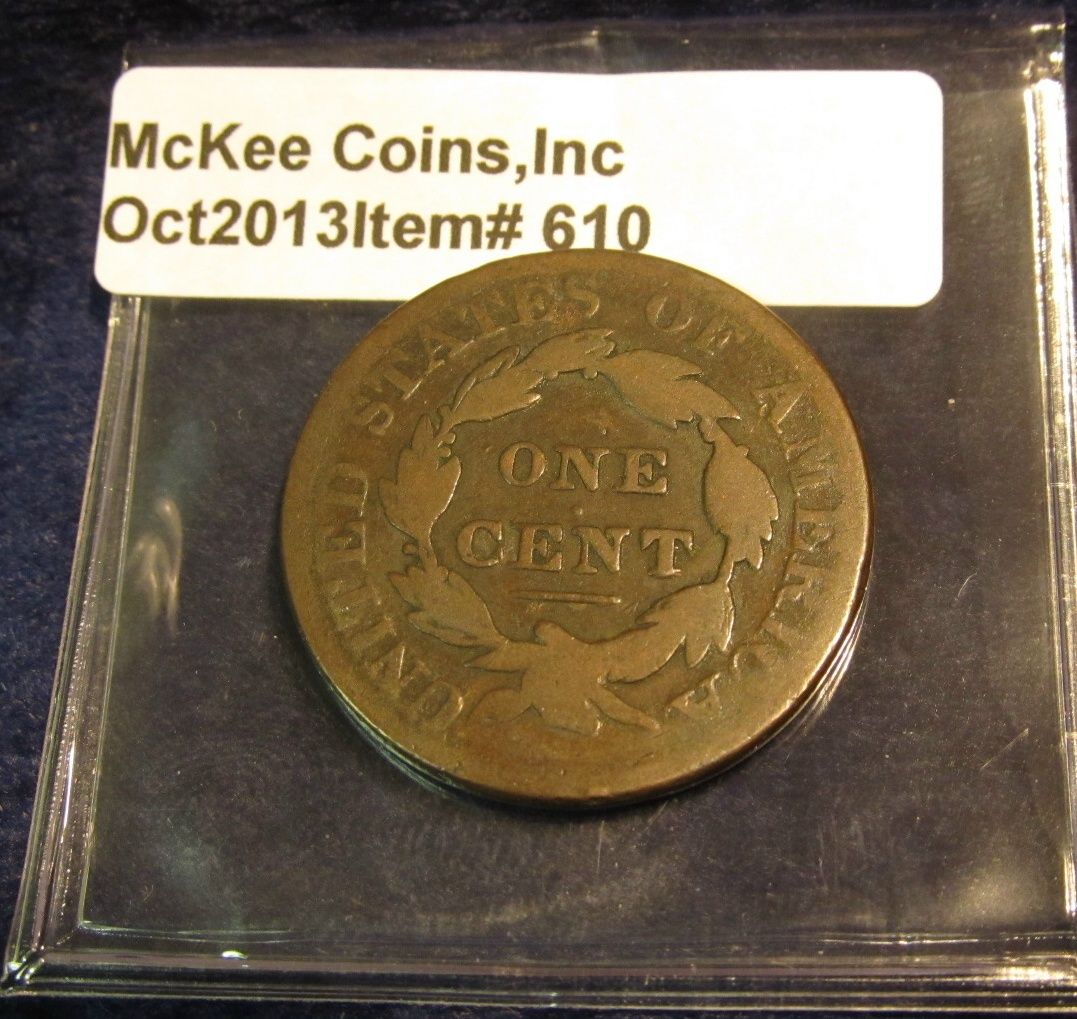 McKee Coins,Inc
Oct2013Item# 610
UNITED STATES OF AMERICA
ONE
CENT